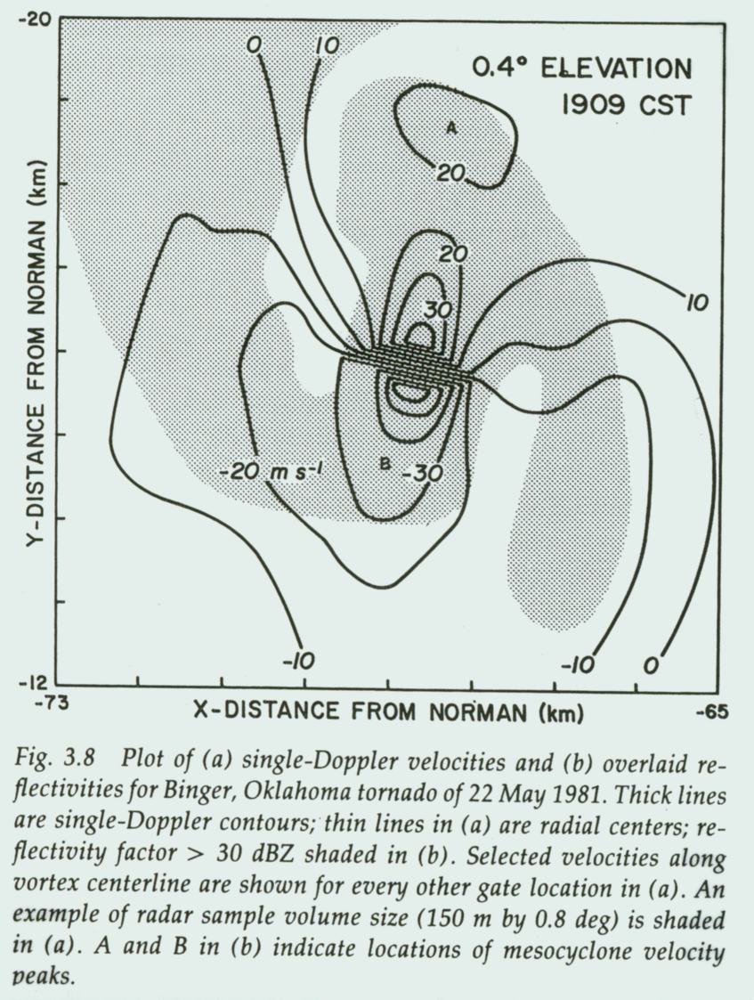 -20
0
10
0.4° ELEVATION
1909 CST
A
20
20
30
10
-20 m s-1
B
-30
-10
-10
0
Y-DISTANCE FROM NORMAN (km)
-12
-73
X-DISTANCE FROM NORMAN (km)
-65
Fig. 3.8 Plot of (a) single-Doppler velocities and (b) overlaid re-
flectivities for Binger, Oklahoma tornado of 22 May 1981. Thick lines
are single-Doppler contours; thin lines in (a) are radial centers; re-
flectivity factor > 30 dBZ shaded in (b). Selected velocities along
vortex centerline are shown for every other gate location in (a). An
example of radar sample volume size (150 m by 0.8 deg) is shaded
in (a). A and B in (b) indicate locations of mesocyclone velocity
peaks.